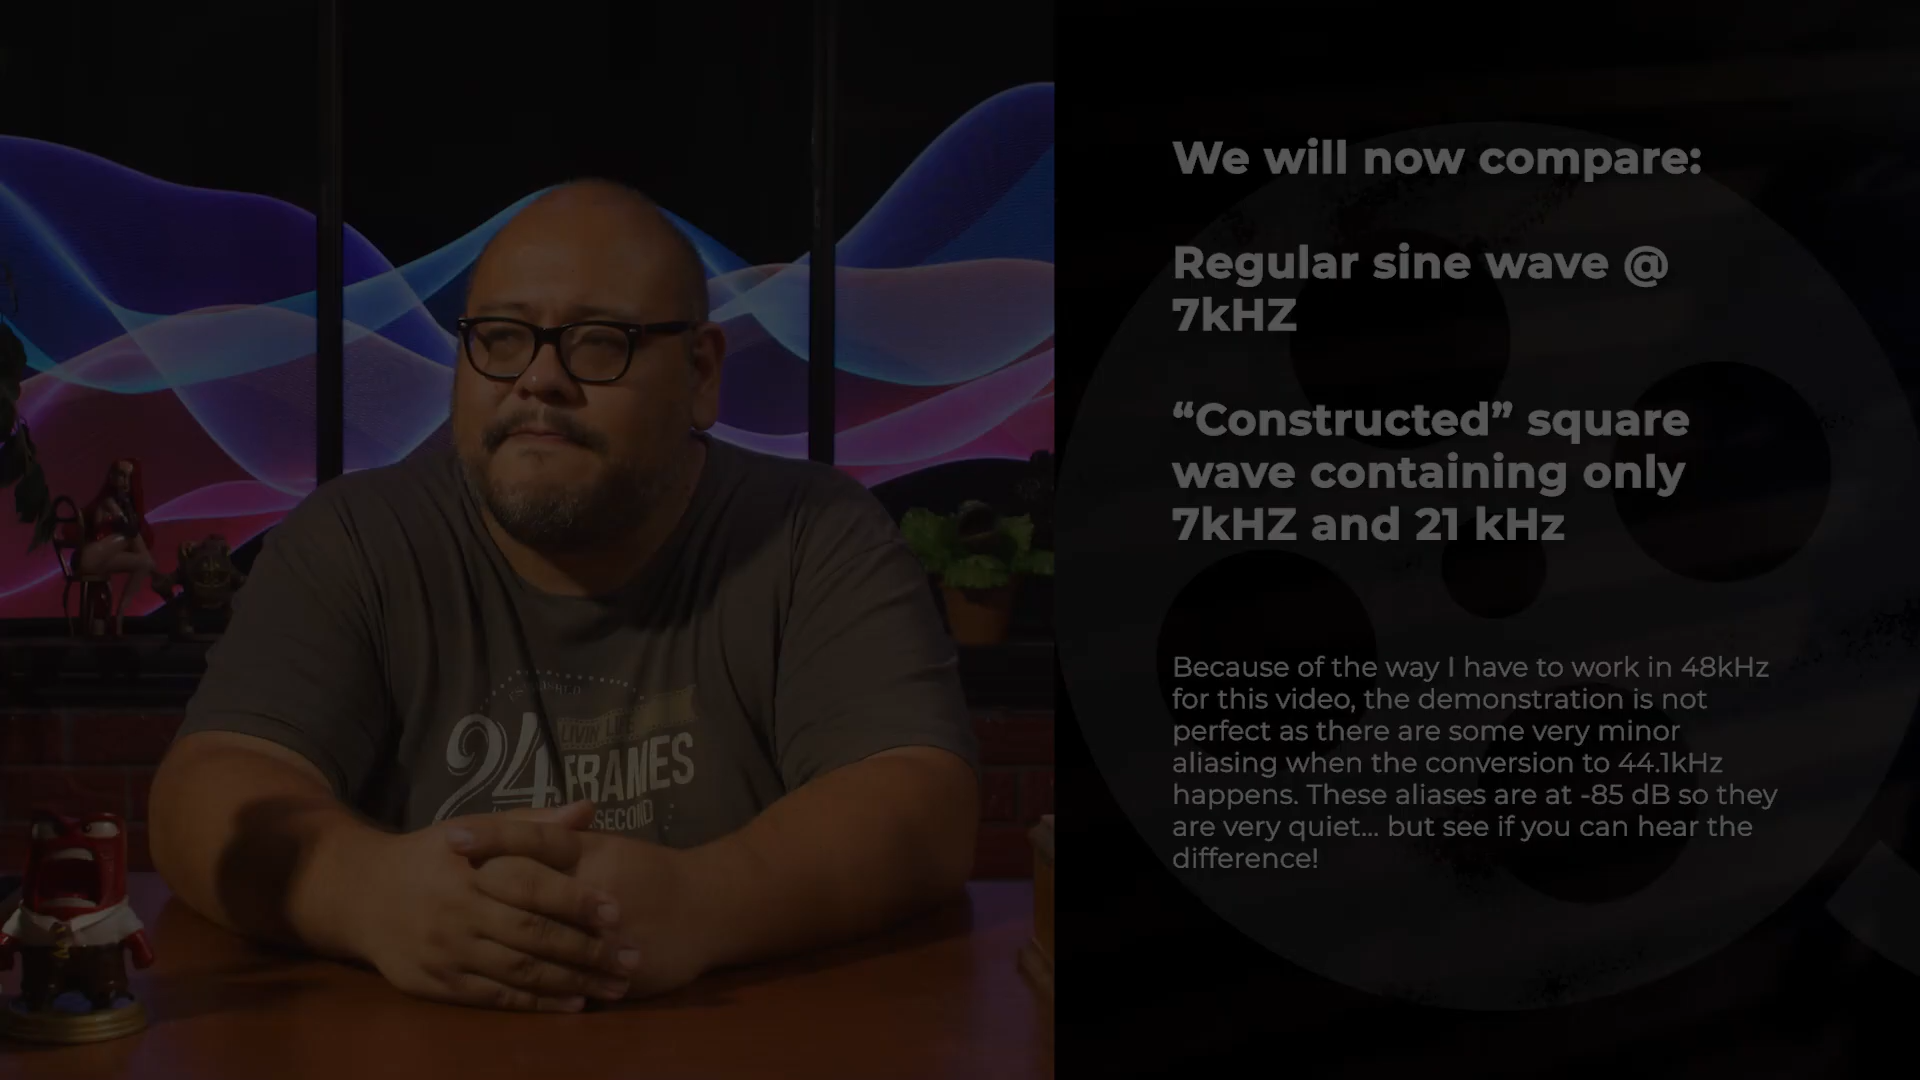 We will now compare:
Regular sine wave @
7kHZ
“Constructed” square
wave containing only
7kHZ and 21 kHz
Because of the way I have to work in 48kHz
for this video, the demonstration is not
perfect as there are some very minor
aliasing when the conversion to 44.1kHz
happens. These aliases are at -85 dB so they
are very quiet... but see if you can hear the
difference!
24
FRAMES
SECOND